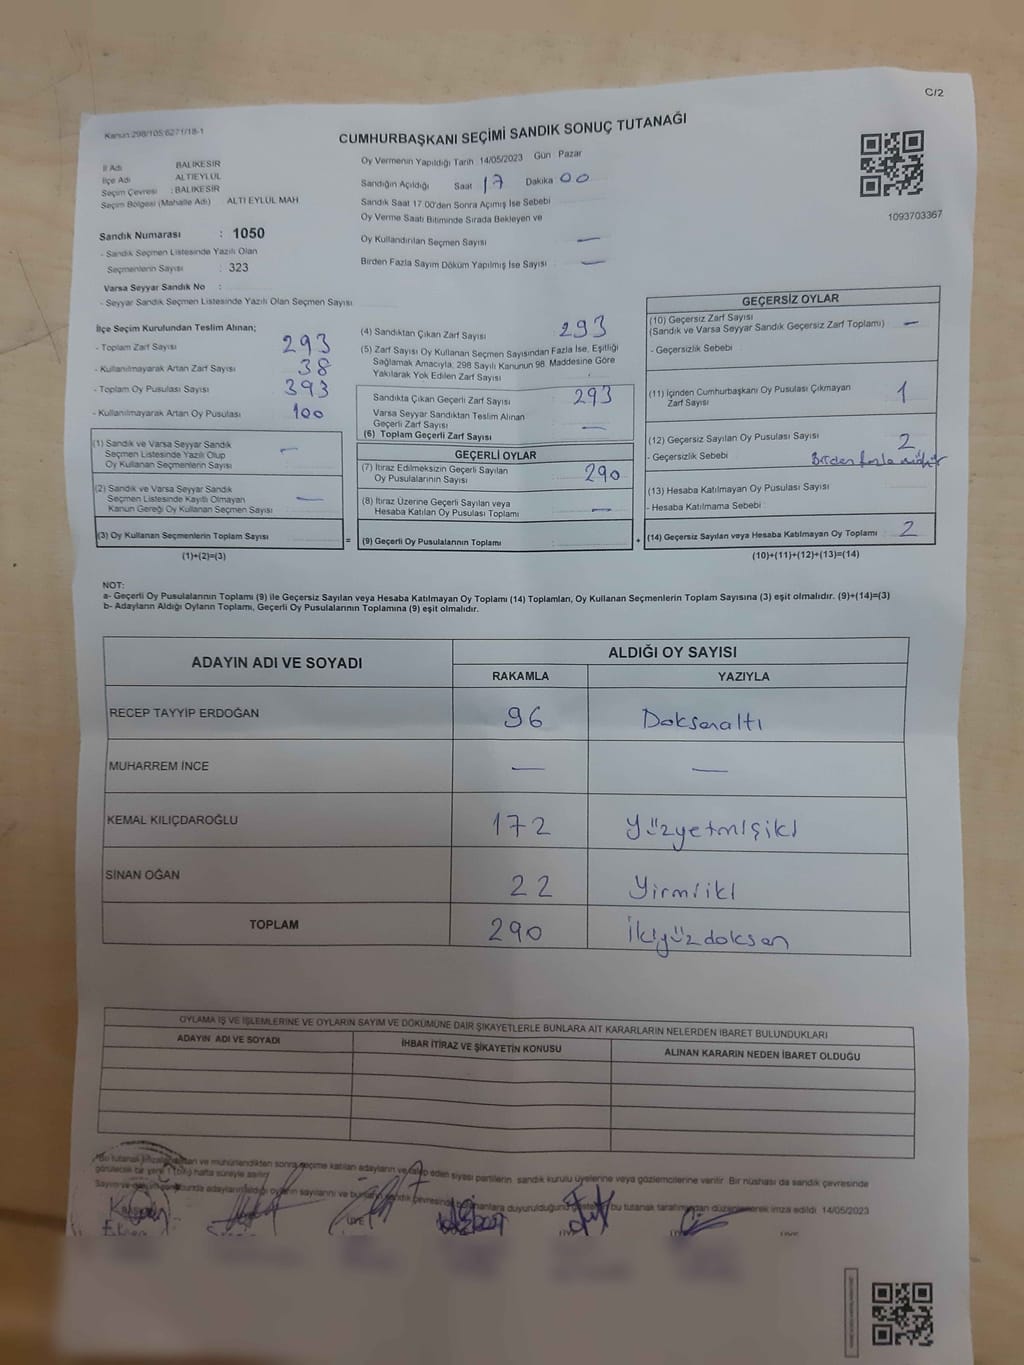 C/2
Kanun:298/105;6271/18-1
CUMHURBAŞKANI SEÇİMİ SANDIK SONUÇ TUTANAĞI
İl Adı BALIKESİR
İlçe Adı ALTIEYLÜL
Seçim Çevresi : BALIKESİR
Seçim Bölgesi (Mahalle Adı) ALTI EYLÜL MAH
Sandık Numarası : 1050
- Sandık Seçmen Listesinde Yazılı Olan
Seçmenlerin Sayısı : 323
Varsa Seyyar Sandık No :
- Seyyar Sandık Seçmen Listesinde Yazılı Olan Seçmen Sayısı
Oy Vermenin Yapıldığı Tarih 14/05/2023 Gün Pazar
Sandığın Açıldığı Saat 17 Dakika 00
Sandık Saat 17.00'den Sonra Açımış İse Sebebi
Oy Verme Saati Bitiminde Sırada Bekleyen ve
Oy Kullandırılan Seçmen Sayısı —
Birden Fazla Sayım Döküm Yapılmış İse Sayısı —
1093703367
İlçe Seçim Kurulundan Teslim Alınan;
- Toplam Zarf Sayısı 293
- Kullanılmayarak Artan Zarf Sayısı 38
- Toplam Oy Pusulası Sayısı 393
- Kullanılmayarak Artan Oy Pusulası 100
(1) Sandık ve Varsa Seyyar Sandık
Seçmen Listesinde Yazılı Olup
Oy Kullanan Seçmenlerin Sayısı —
(2) Sandık ve Varsa Seyyar Sandık
Seçmen Listesinde Kayıtlı Olmayan
Kanun Gereği Oy Kullanan Seçmen Sayısı —
(3) Oy Kullanan Seçmenlerin Toplam Sayısı
(1)+(2)=(3)
(4) Sandıktan Çıkan Zarf Sayısı 293
(5) Zarf Sayısı Oy Kullanan Seçmen Sayısından Fazla İse, Eşitliği
Sağlamak Amacıyla, 298 Sayılı Kanunun 98. Maddesine Göre
Yakılarak Yok Edilen Zarf Sayısı
Sandıkta Çıkan Geçerli Zarf Sayısı 293
Varsa Seyyar Sandıktan Teslim Alınan
Geçerli Zarf Sayısı —
(6) Toplam Geçerli Zarf Sayısı
GEÇERLİ OYLAR
(7) İtiraz Edilmeksizin Geçerli Sayılan
Oy Pusulalarının Sayısı 290
(8) İtiraz Üzerine Geçerli Sayılan veya
Hesaba Katılan Oy Pusulası Toplamı —
= (9) Geçerli Oy Pusulalarının Toplamı +
GEÇERSİZ OYLAR
(10) Geçersiz Zarf Sayısı
(Sandık ve Varsa Seyyar Sandık Geçersiz Zarf Toplamı) —
- Geçersizlik Sebebi
(11) İçinden Cumhurbaşkanı Oy Pusulası Çıkmayan
Zarf Sayısı 1
(12) Geçersiz Sayılan Oy Pusulası Sayısı 2
- Geçersizlik Sebebi Birden fazla mühür
(13) Hesaba Katılmayan Oy Pusulası Sayısı
- Hesaba Katılmama Sebebi
(14) Geçersiz Sayılan veya Hesaba Katılmayan Oy Toplamı 2
(10)+(11)+(12)+(13)=(14)
NOT:
a- Geçerli Oy Pusulalarının Toplamı (9) ile Geçersiz Sayılan veya Hesaba Katılmayan Oy Toplamı (14) Toplamları, Oy Kullanan Seçmenlerin Toplam Sayısına (3) eşit olmalıdır. (9)+(14)=(3)
b- Adayların Aldığı Oyların Toplamı, Geçerli Oy Pusulalarının Toplamına (9) eşit olmalıdır.
ADAYIN ADI VE SOYADI ALDIĞI OY SAYISI
RAKAMLA YAZIYLA
RECEP TAYYİP ERDOĞAN 96 Doksanaltı
MUHARREM İNCE — —
KEMAL KILIÇDAROĞLU 172 Yüzyetmişiki
SİNAN OĞAN 22 Yirmiiki
TOPLAM 290 İkiyüzdoksan
OYLAMA İŞ VE İŞLEMLERİNE VE OYLARIN SAYIM VE DÖKÜMÜNE DAİR ŞİKAYETLERLE BUNLARA AİT KARARLARIN NELERDEN İBARET BULUNDUKLARI
ADAYIN ADI VE SOYADI İHBAR İTİRAZ VE ŞİKAYETİN KONUSU ALINAN KARARIN NEDEN İBARET OLDUĞU
"Bu tutanak ve mühürlendikten sonra seçime katılan adayların ve eden siyasi partilerin sandık kurulu üyelerine veya gözlemcilerine verilir. Bir nüshası da sandık çevresinde
görülecek bir yere 1 (bir) hafta süreyle asılır.
Sayım ve adayların aldığı oyların sayılarını ve sandık çevresinde duyurulduğunu bu tutanak tarafımızdan düzenlenerek imza edildi. 14/05/2023
ÜYE